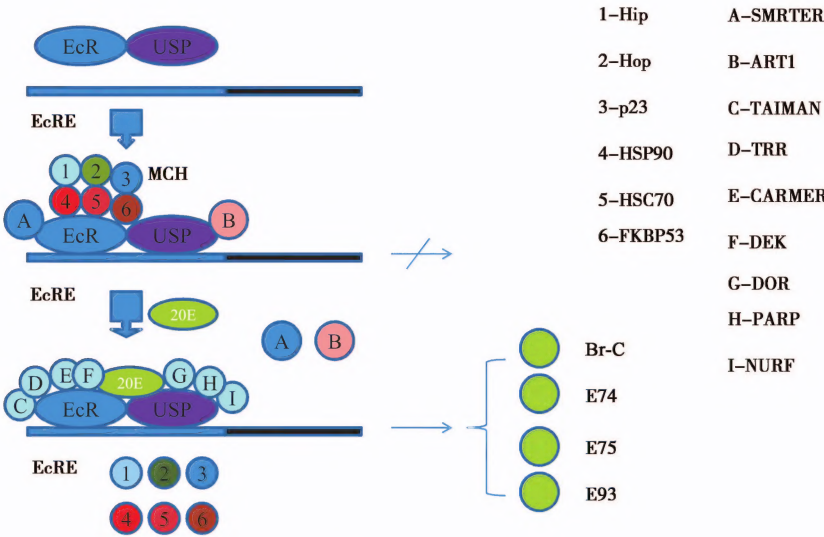 EcR USP
EcRE
1 2 3 MCH
4 5 6
A EcR USP B
EcRE
20E
A B
C D E F 20E G H I
EcR USP
EcRE
1 2 3
4 5 6
Br-C
E74
E75
E93
1-Hip
2-Hop
3-p23
4-HSP90
5-HSC70
6-FKBP53
A-SMRTER
B-ART1
C-TAIMAN
D-TRR
E-CARMER
F-DEK
G-DOR
H-PARP
I-NURF